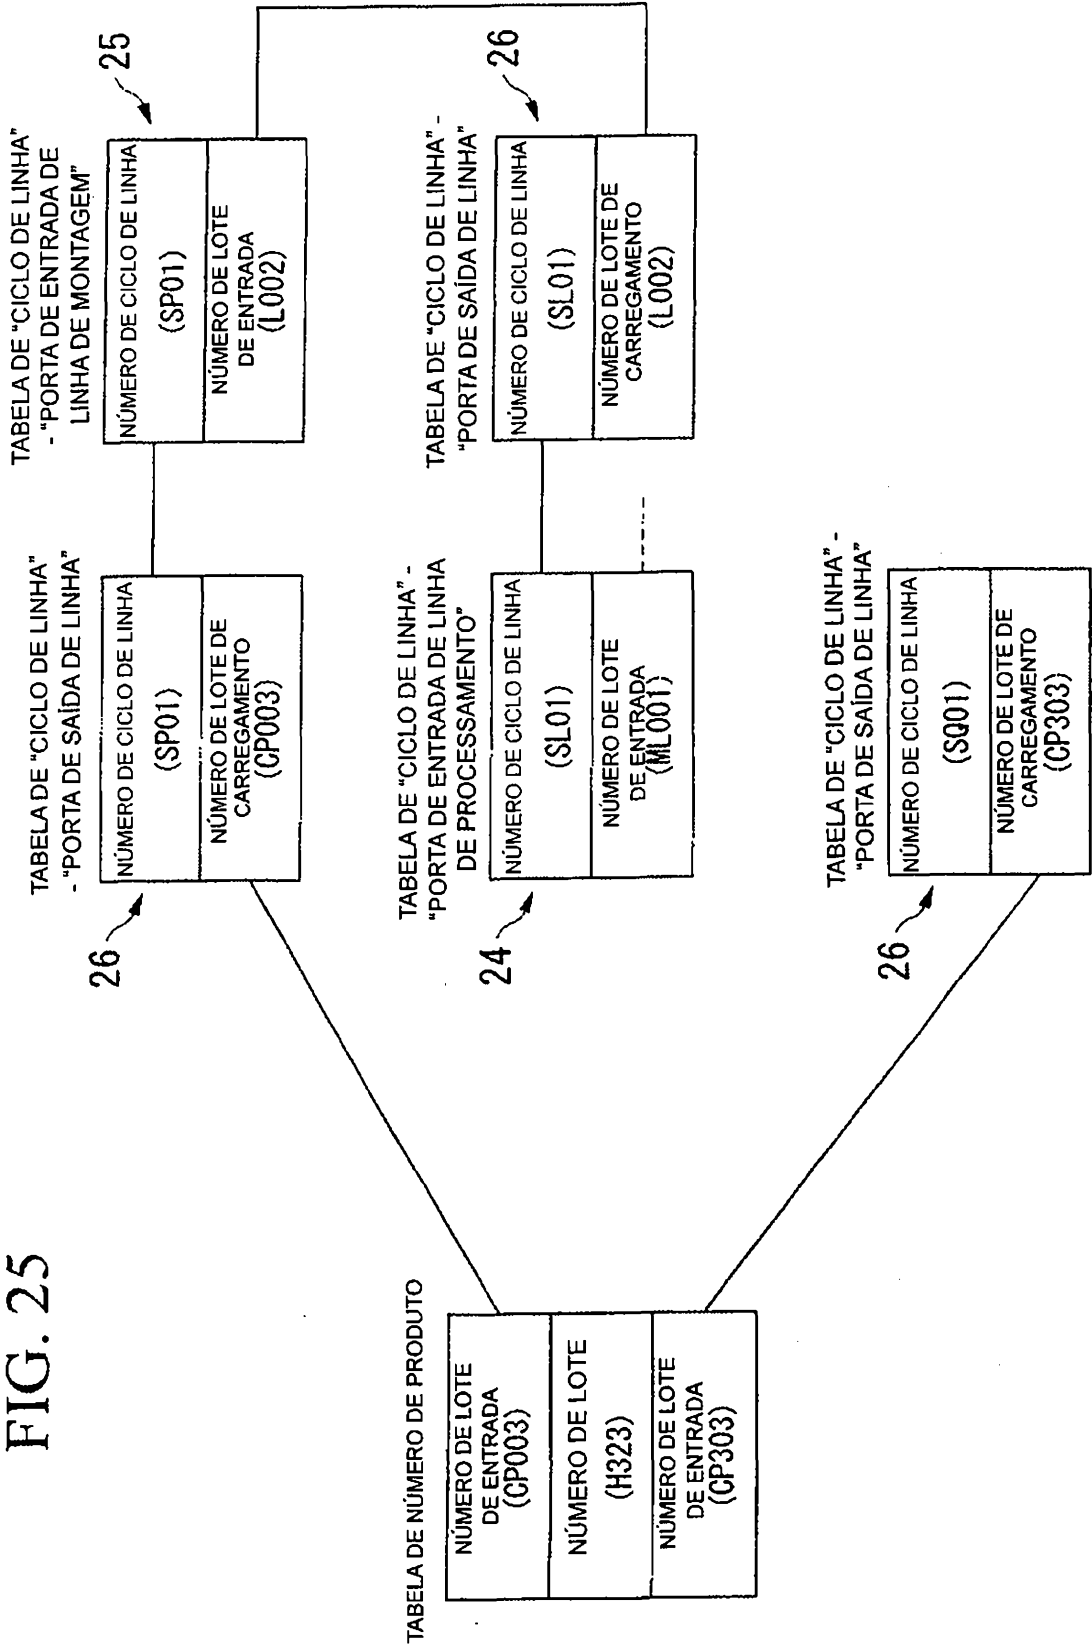 FIG. 25
TABELA DE NÚMERO DE PRODUTO
NÚMERO DE LOTE
DE ENTRADA
(CP003)
NÚMERO DE LOTE
(H323)
NÚMERO DE LOTE
DE ENTRADA
(CP303)
TABELA DE "CICLO DE LINHA"
- "PORTA DE SAÍDA DE LINHA"
26
NÚMERO DE CICLO DE LINHA
(SP01)
NÚMERO DE LOTE DE
CARREGAMENTO
(CP003)
TABELA DE "CICLO DE LINHA"
- "PORTA DE ENTRADA DE
LINHA DE MONTAGEM"
25
NÚMERO DE CICLO DE LINHA
(SP01)
NÚMERO DE LOTE
DE ENTRADA
(L002)
TABELA DE "CICLO DE LINHA" -
"PORTA DE ENTRADA DE LINHA
DE PROCESSAMENTO"
24
NÚMERO DE CICLO DE LINHA
(SL01)
NÚMERO DE LOTE
DE ENTRADA
(ML001)
TABELA DE "CICLO DE LINHA" -
"PORTA DE SAÍDA DE LINHA"
26
NÚMERO DE CICLO DE LINHA
(SL01)
NÚMERO DE LOTE DE
CARREGAMENTO
(L002)
TABELA DE "CICLO DE LINHA" -
"PORTA DE SAÍDA DE LINHA"
26
NÚMERO DE CICLO DE LINHA
(SQ01)
NÚMERO DE LOTE DE
CARREGAMENTO
(CP303)